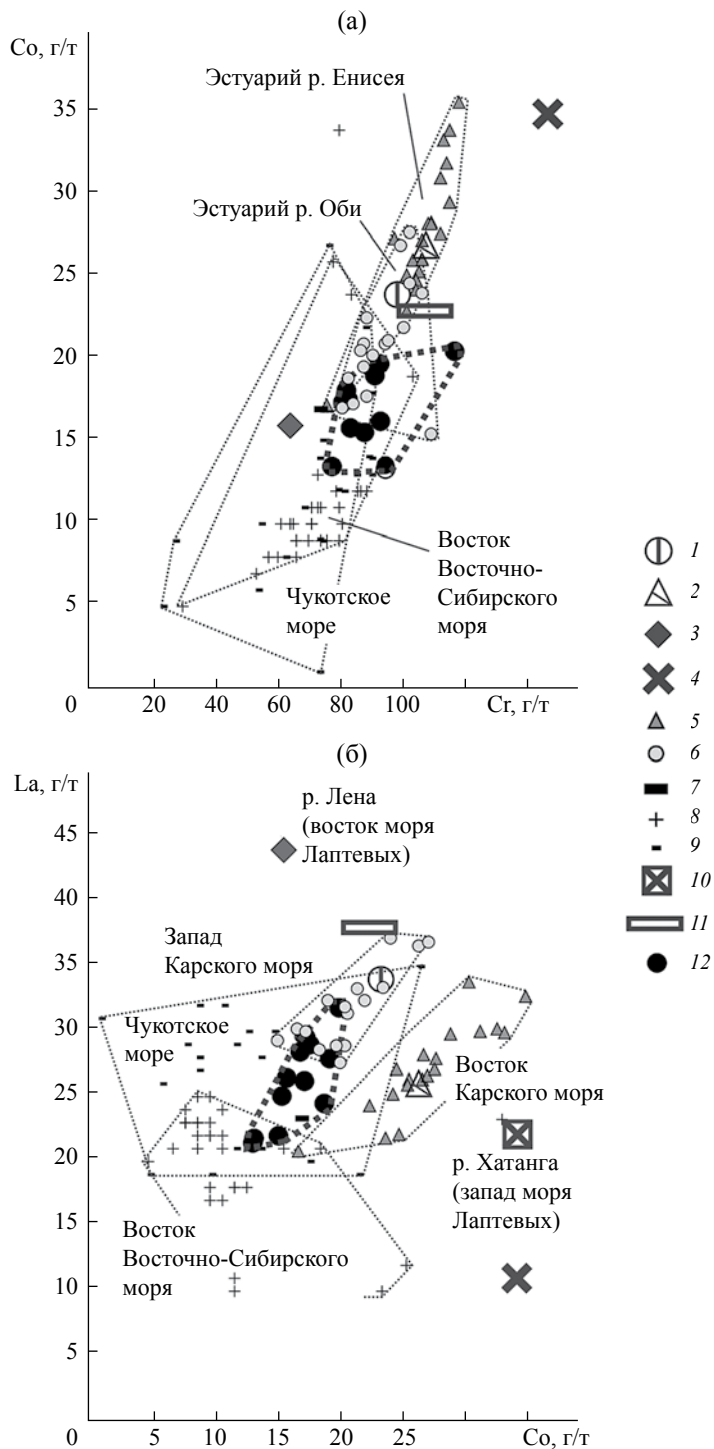 (а)
Co, г/т
Эстуарий р. Енисея
35
30
Эстуарий р. Оби
25
20
15
10
Восток
Восточно-
Сибирского
моря
Чукотское
море
5
0
20
40
60
80
100
Cr, г/т
1
2
3
4
5
6
7
8
9
10
11
12
(б)
La, г/т
р. Лена
(восток моря
Лаптевых)
45
40
Запад
Карского моря
35
Чукотское
море
30
25
Восток
Карского моря
20
р. Хатанга
(запад моря
Лаптевых)
15
Восток
Восточно-Сибирского
моря
10
5
0
5
10
15
20
25
Co, г/т